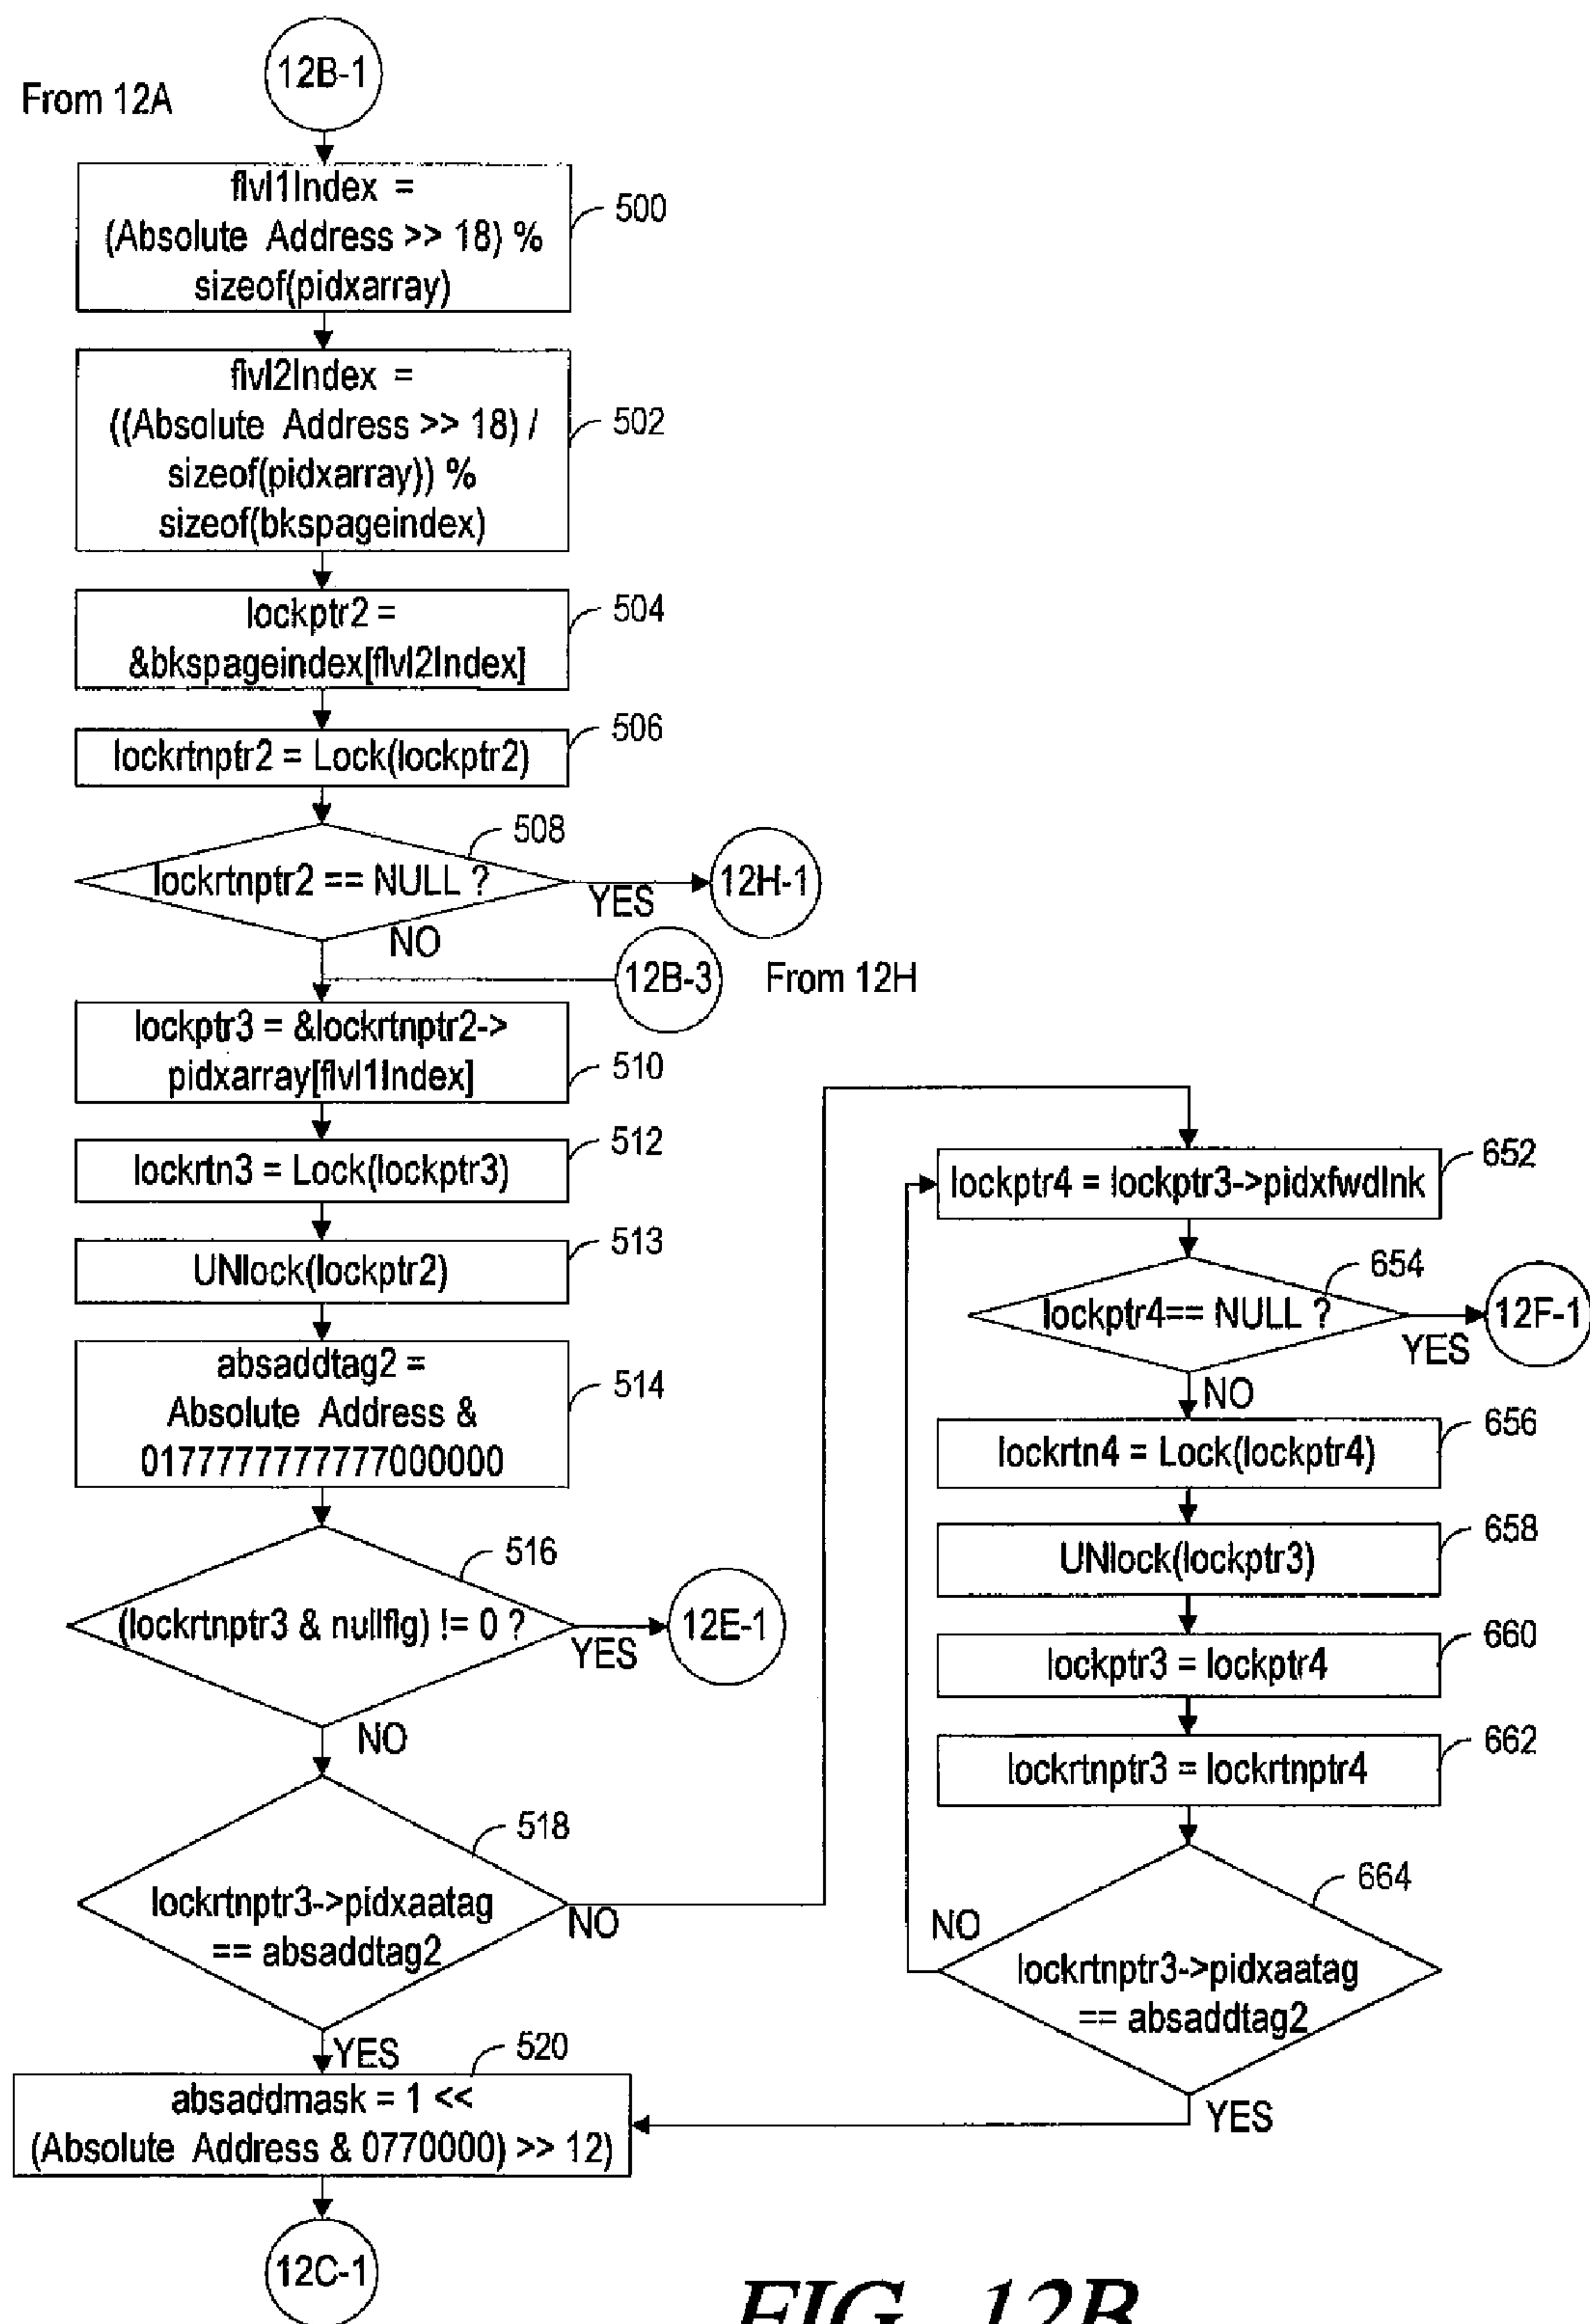 12B-1
From 12A
flvl1Index =
(Absolute Address >> 18) %
sizeof(pidxarray)
500
flvl2Index =
((Absolute Address >> 18) /
sizeof(pidxarray)) %
sizeof(bkspageindex)
502
lockptr2 =
&bkspageindex[flvl2Index]
504
lockrtnptr2 = Lock(lockptr2)
506
lockrtnptr2 == NULL ?
508
YES
12H-1
NO
12B-3
From 12H
lockptr3 = &lockrtnptr2->
pidxarray[flvl1Index]
510
lockrtn3 = Lock(lockptr3)
512
UNlock(lockptr2)
513
absaddtag2 =
Absolute Address &
0177777777777000000
514
(lockrtnptr3 & nullflg) != 0 ?
516
YES
12E-1
NO
lockrtnptr3->pidxaatag
== absaddtag2
518
NO
YES
absaddmask = 1 <<
(Absolute Address & 0770000) >> 12)
520
12C-1
lockptr4 = lockptr3->pidxfwdlnk
652
lockptr4== NULL ?
654
YES
12F-1
NO
lockrtn4 = Lock(lockptr4)
656
UNlock(lockptr3)
658
lockptr3 = lockptr4
660
lockrtnptr3 = lockrtnptr4
662
lockrtnptr3->pidxaatag
== absaddtag2
664
NO
YES
FIG. 12B